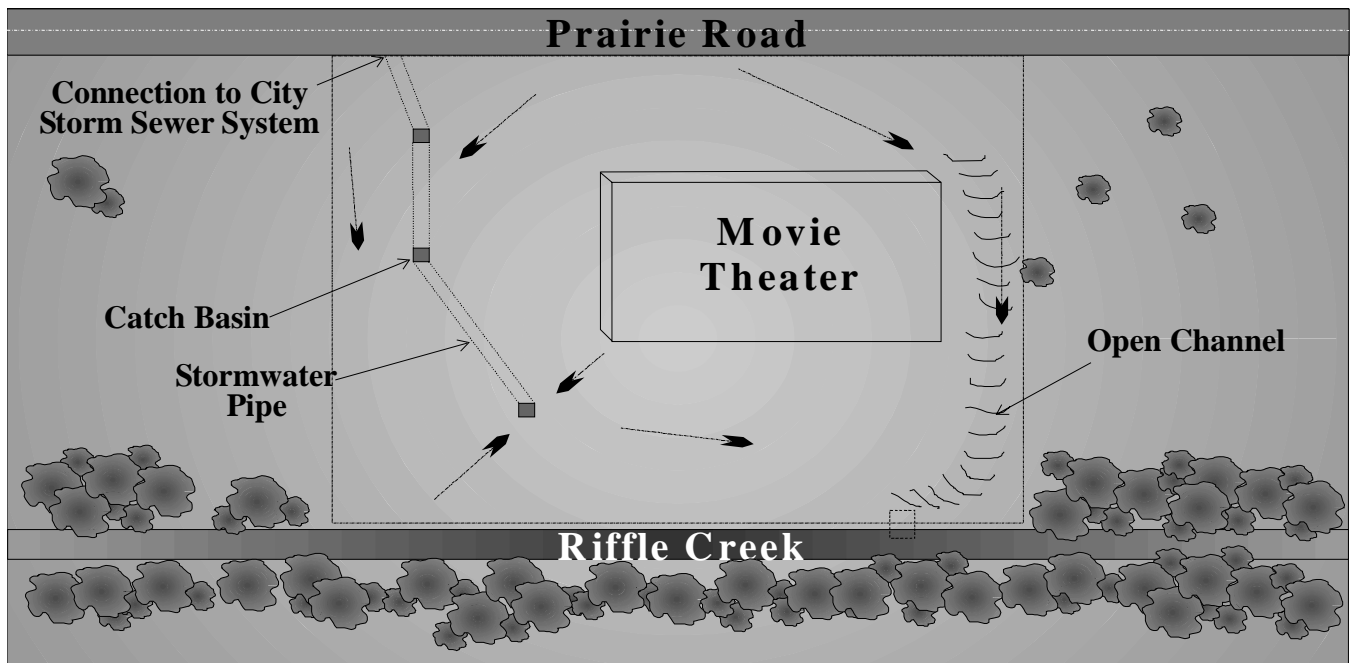 Prairie Road
Connection to City
Storm Sewer System
Movie
Theater
Catch Basin
Open Channel
Stormwater
Pipe
Riffle Creek